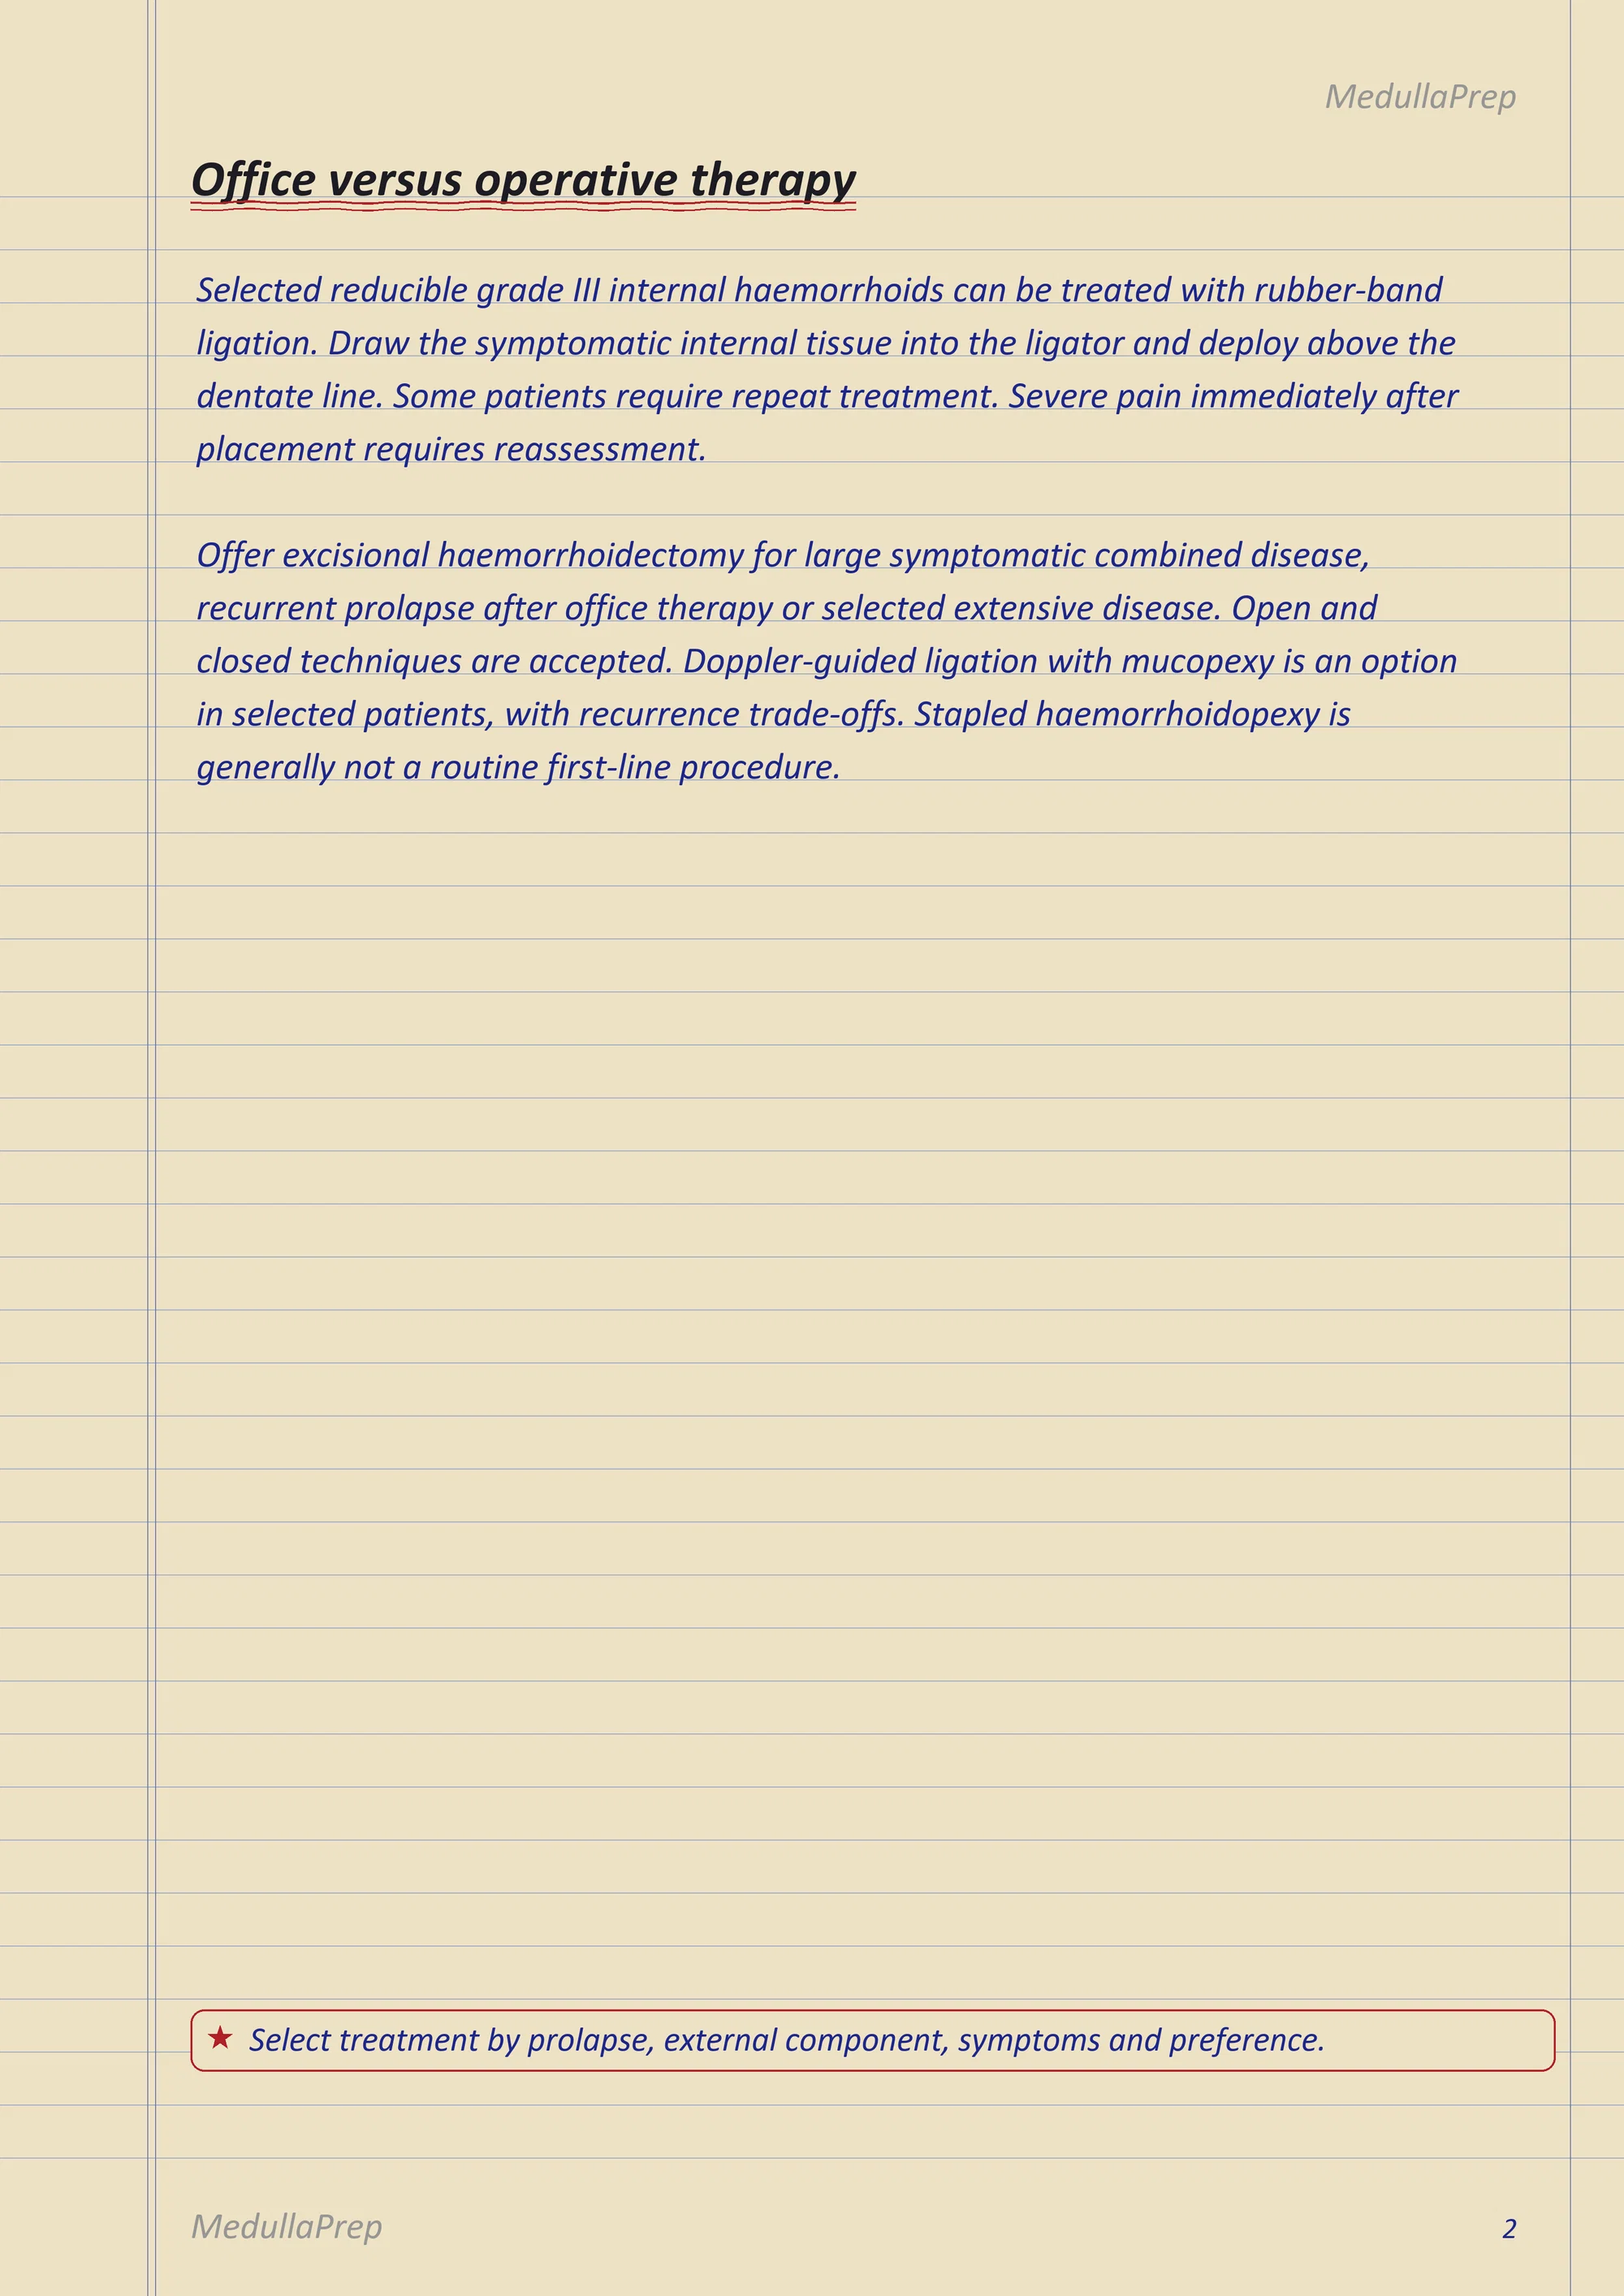 MedullaPrep
Office versus operative therapy
Selected reducible grade III internal haemorrhoids can be treated with rubber-band
ligation. Draw the symptomatic internal tissue into the ligator and deploy above the
dentate line. Some patients require repeat treatment. Severe pain immediately after
placement requires reassessment.
Offer excisional haemorrhoidectomy for large symptomatic combined disease,
recurrent prolapse after office therapy or selected extensive disease. Open and
closed techniques are accepted. Doppler-guided ligation with mucopexy is an option
in selected patients, with recurrence trade-offs. Stapled haemorrhoidopexy is
generally not a routine first-line procedure.
★ Select treatment by prolapse, external component, symptoms and preference.
MedullaPrep
2